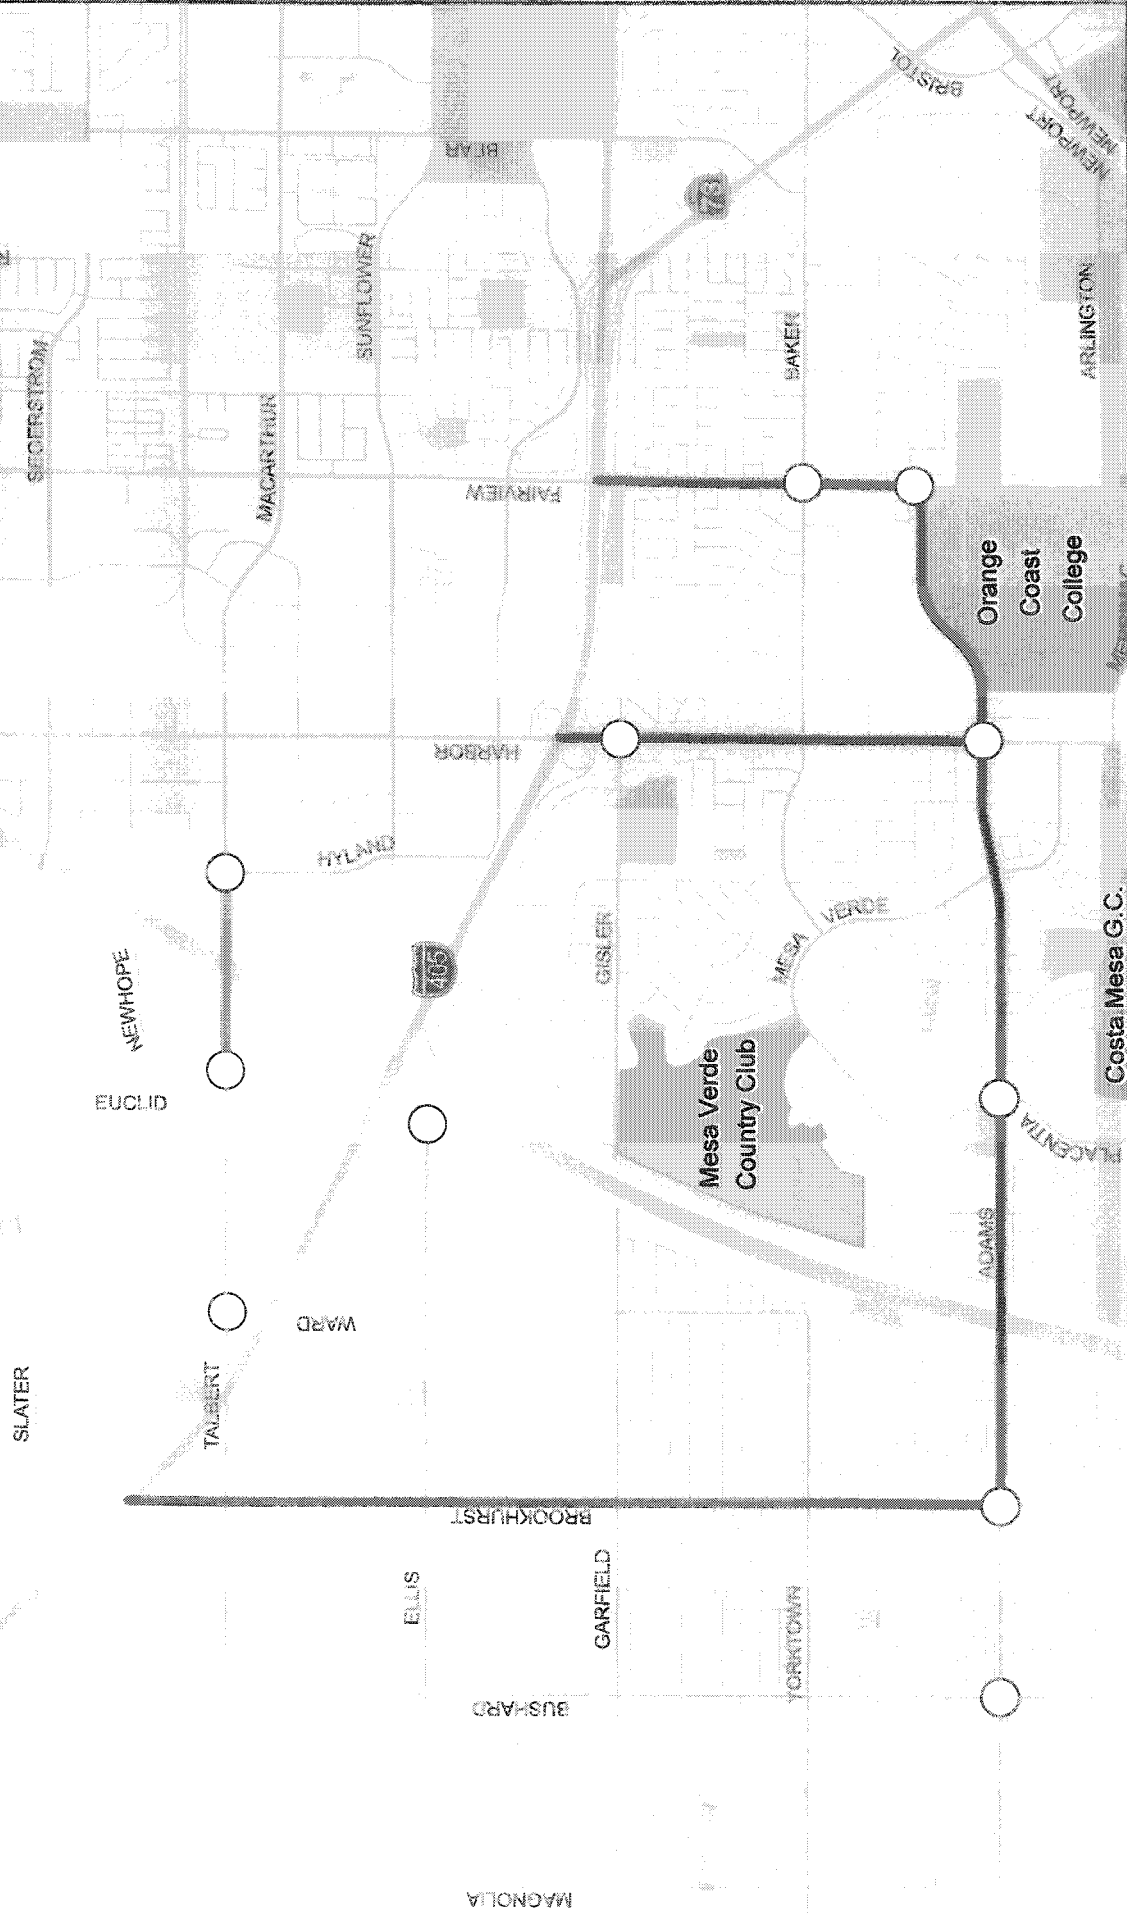 SLATER
TALBERT
WARD
EUCLID
NEWHOPE
HYLAND
MACARTHUR
SEGERSTROM
SUNFLOWER
BEAR
FAIRVIEW
HARBOR
405
73
BRISTOL
NEWPORT
NEWPORT
BAKER
ARLINGTON
Orange
Coast
College
GISLER
MESA
VERDE
Mesa Verde
Country Club
Costa Mesa G.C.
PLACENTIA
ADAMS
BROOKHURST
ELLIS
GARFIELD
YORKTOWN
BUSHARD
MAGNOLIA